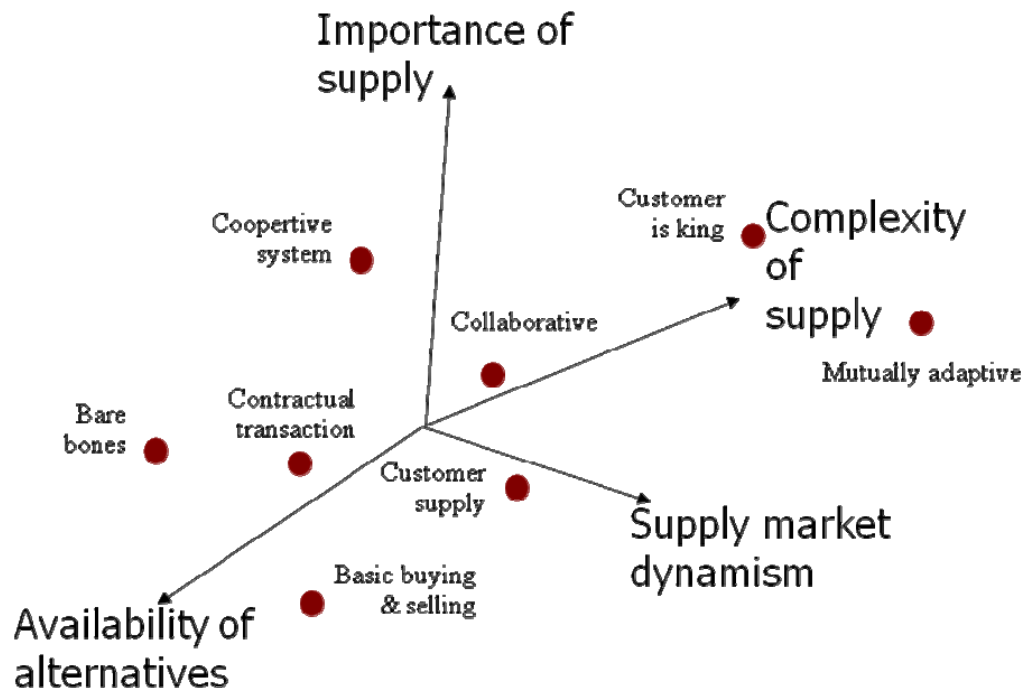 Importance of
supply
Customer
is king
Complexity
of
supply
Coopertive
system
Collaborative
Mutually adaptive
Bare
bones
Contractual
transaction
Customer
supply
Supply market
dynamism
Basic buying
& selling
Availability of
alternatives